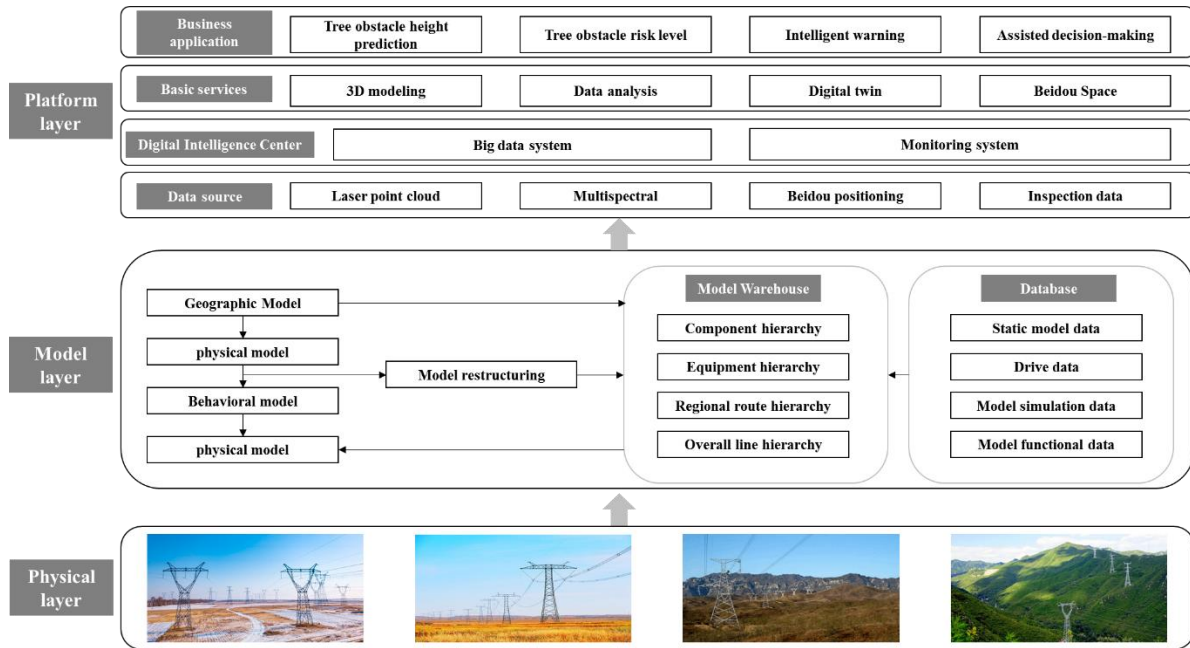 Platform
layer
Business
application
Tree obstacle height
prediction
Tree obstacle risk level
Intelligent warning
Assisted decision-making
Basic services
3D modeling
Data analysis
Digital twin
Beidou Space
Digital Intelligence Center
Big data system
Monitoring system
Data source
Laser point cloud
Multispectral
Beidou positioning
Inspection data
Model
layer
Geographic Model
physical model
Behavioral model
physical model
Model restructuring
Model Warehouse
Component hierarchy
Equipment hierarchy
Regional route hierarchy
Overall line hierarchy
Database
Static model data
Drive data
Model simulation data
Model functional data
Physical
layer